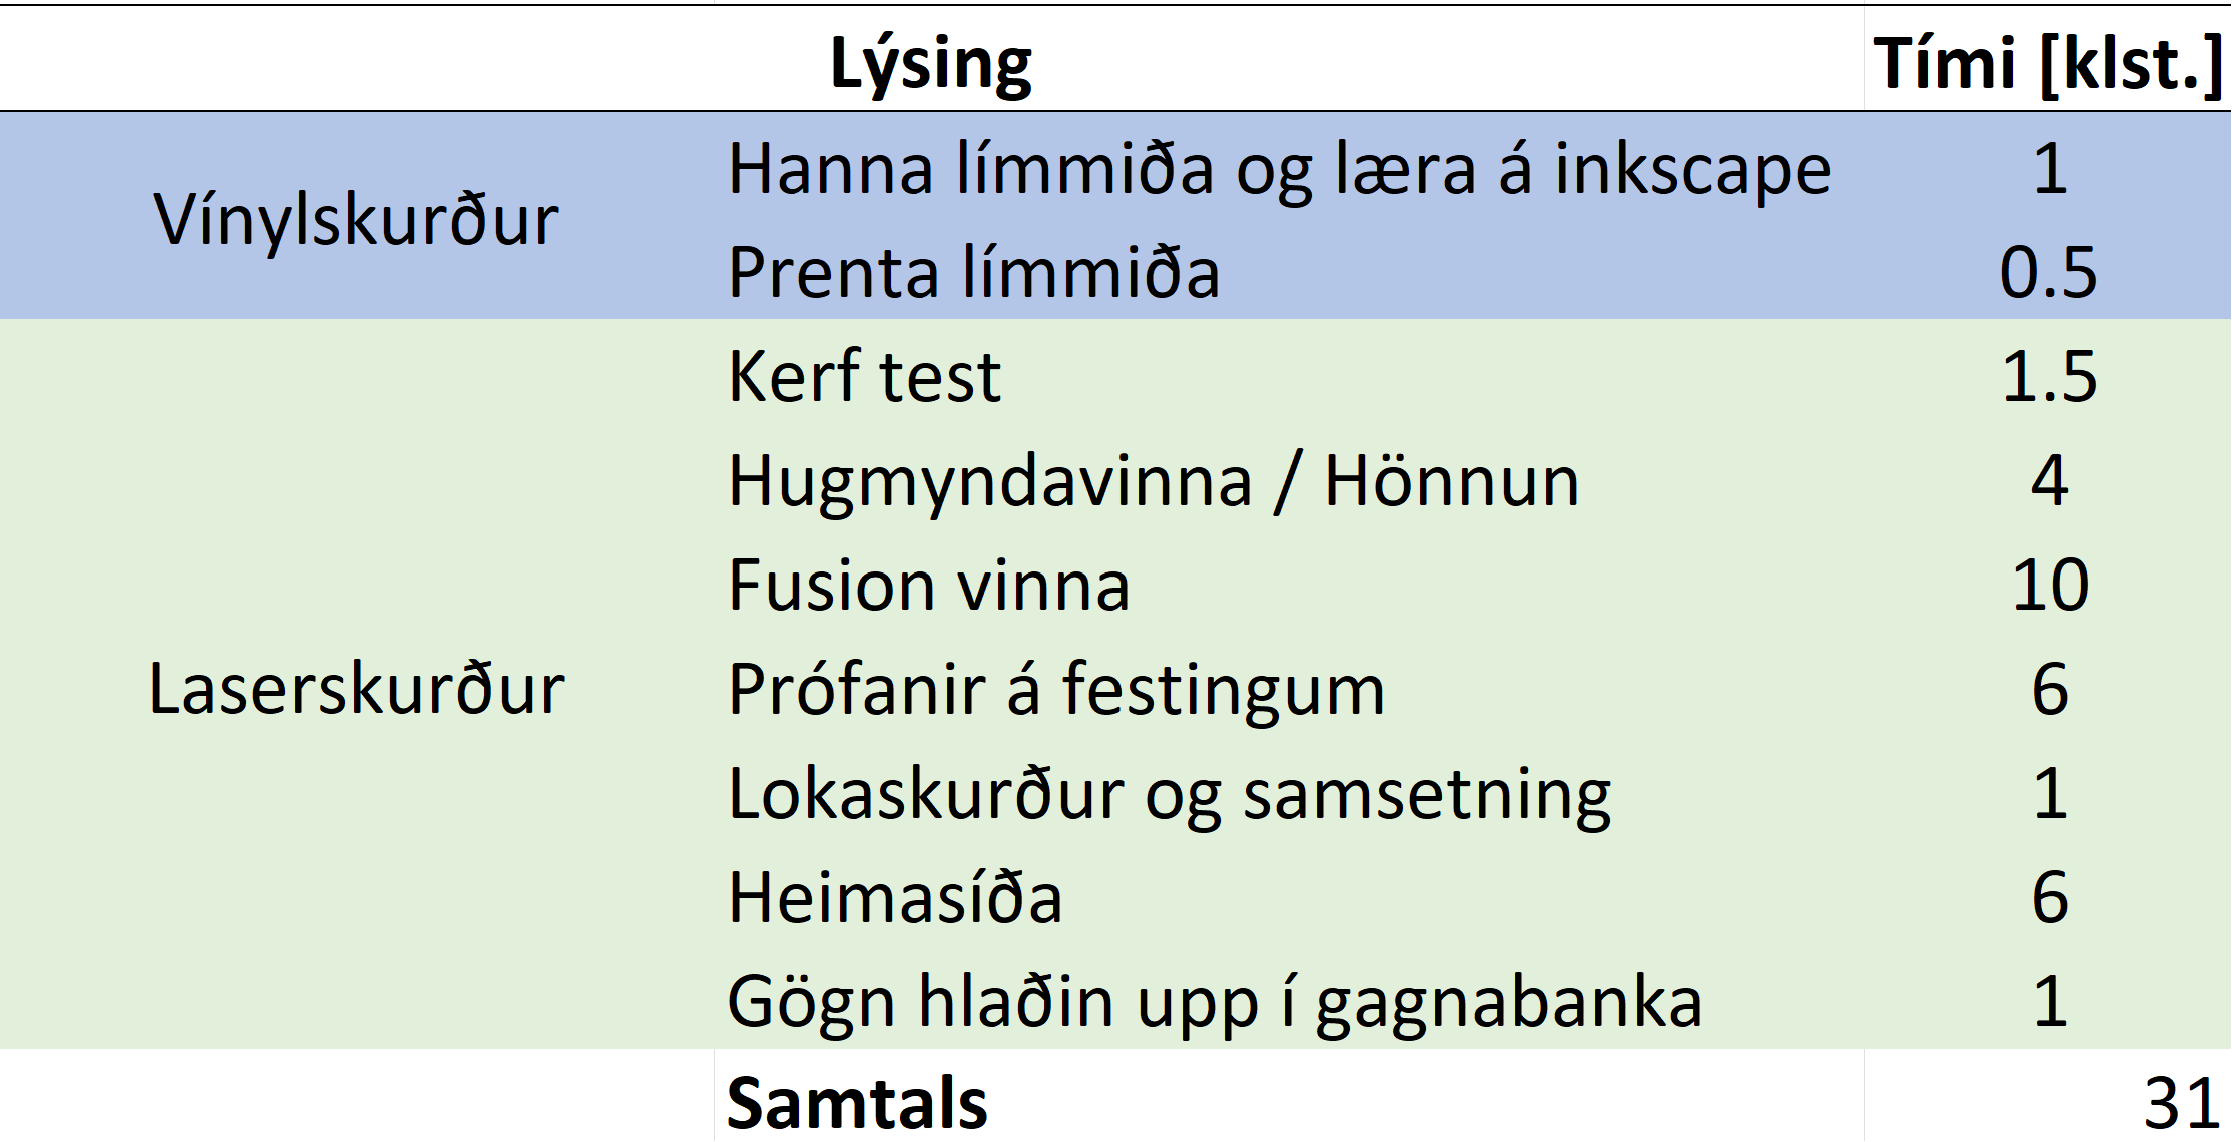 Lýsing Tími [klst.]
Vínylskurður
Hanna límmiða og læra á inkscape 1
Prenta límmiða 0.5
Laserskurður
Kerf test 1.5
Hugmyndavinna / Hönnun 4
Fusion vinna 10
Prófanir á festingum 6
Lokaskurður og samsetning 1
Heimasíða 6
Gögn hlaðin upp í gagnabanka 1
Samtals 31